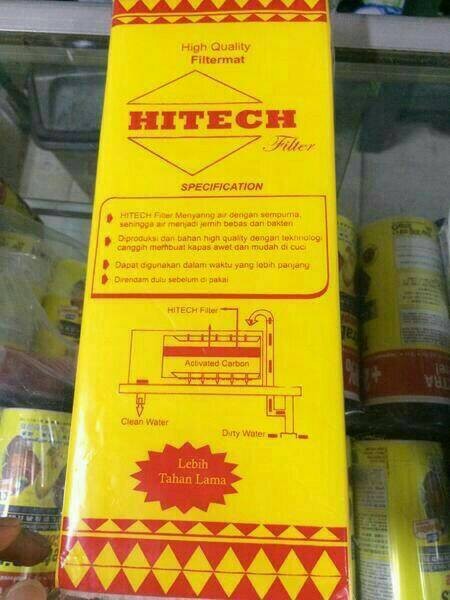 High Quality
Filtermat
HITECH
Filter
SPECIFICATION
HITECH Filter Menyaring air dengan sempurna,
sehingga air menjadi jernih bebas dari bakteri
Diproduksi dari bahan high quality dengan teknologi
canggih membuat kapas awet dan mudah di cuci
Dapat digunakan dalam waktu yang lebih panjang
Direndam dulu sebelum di pakai
HITECH Filter
Activated Carbon
Clean Water
Dirty Water
Lebih
Tahan Lama